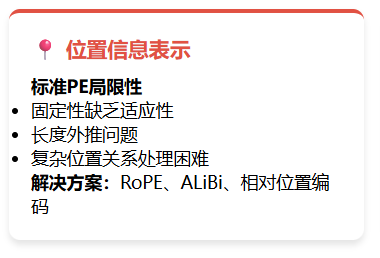 位置信息表示
标准PE局限性
固定性缺乏适应性
长度外推问题
复杂位置关系处理困难
解决方案：RoPE、ALiBi、相对位置编
码